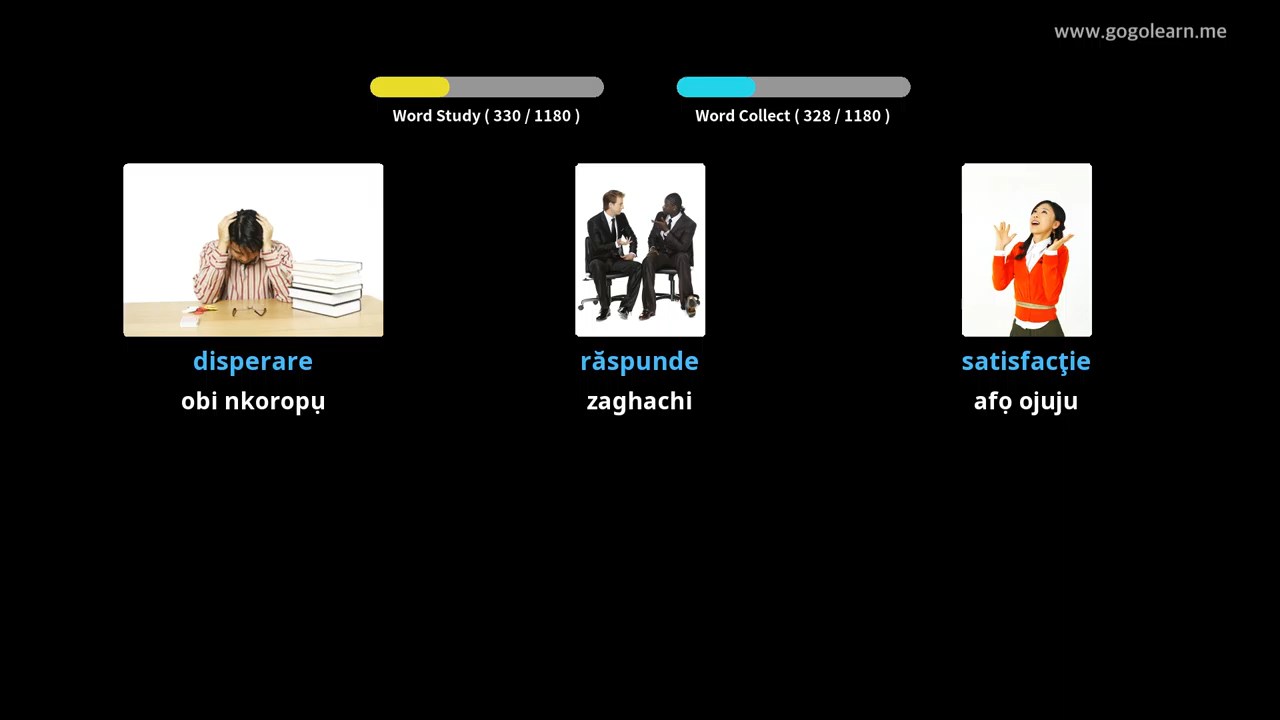 www.gogolearn.me
Word Study ( 330 / 1180 )
Word Collect ( 328 / 1180 )
disperare
răspunde
satisfacţie
obi nkoropụ
zaghachi
afọ ojuju